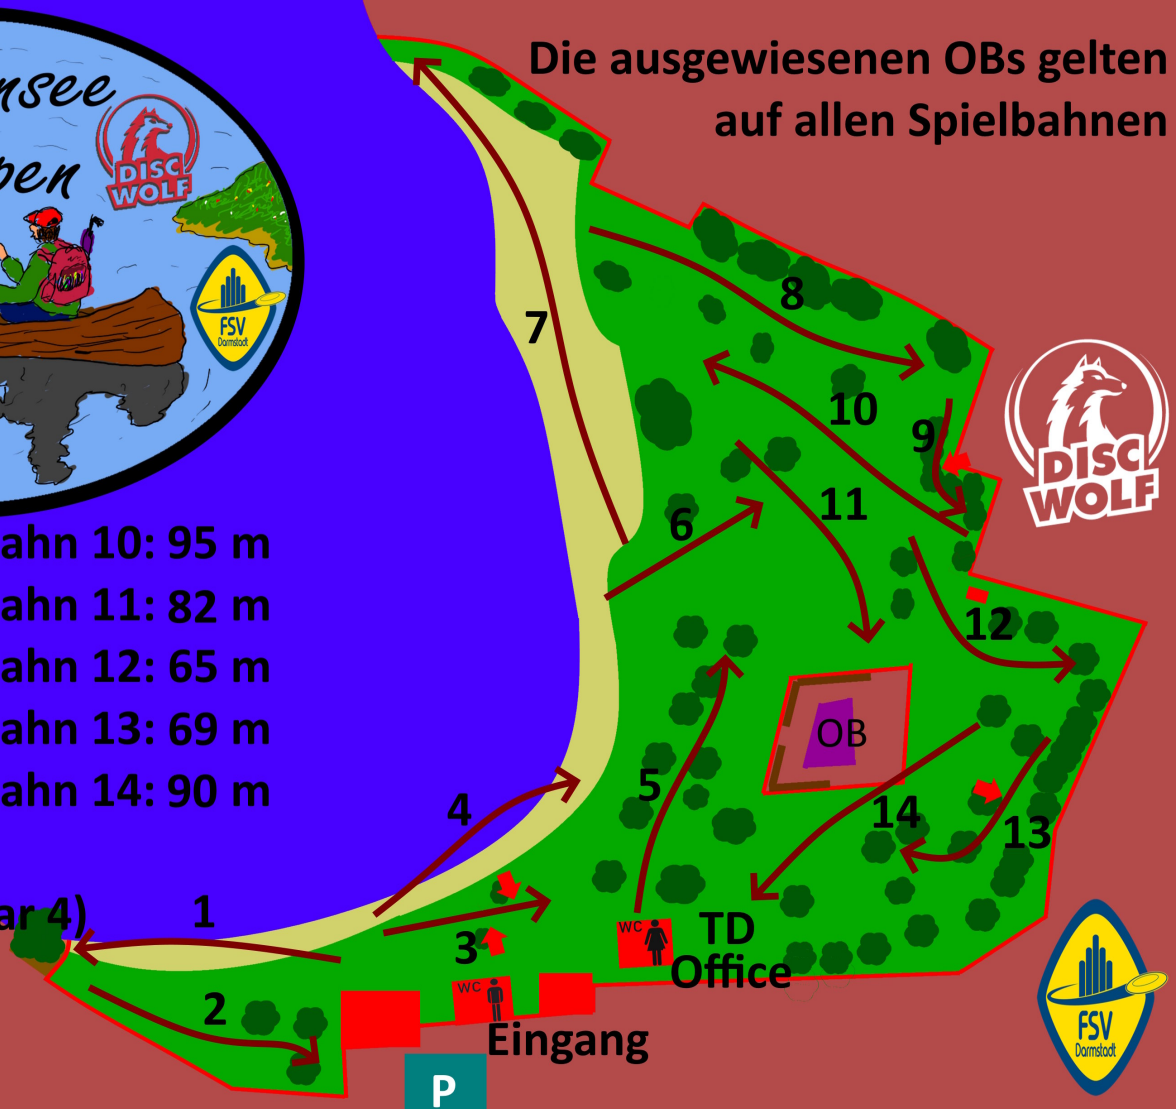 Die ausgewiesenen OBs gelten
auf allen Spielbahnen
nsee
pen
DISC
WOLF
FSV
Darmstadt
7
8
10
9
DISC
WOLF
11
6
ahn 10: 95 m
ahn 11: 82 m
12
ahn 12: 65 m
ahn 13: 69 m
OB
ahn 14: 90 m
5
4
14
13
ar 4)
1
3
WC
TD
Office
2
WC
Eingang
P
FSV
Darmstadt